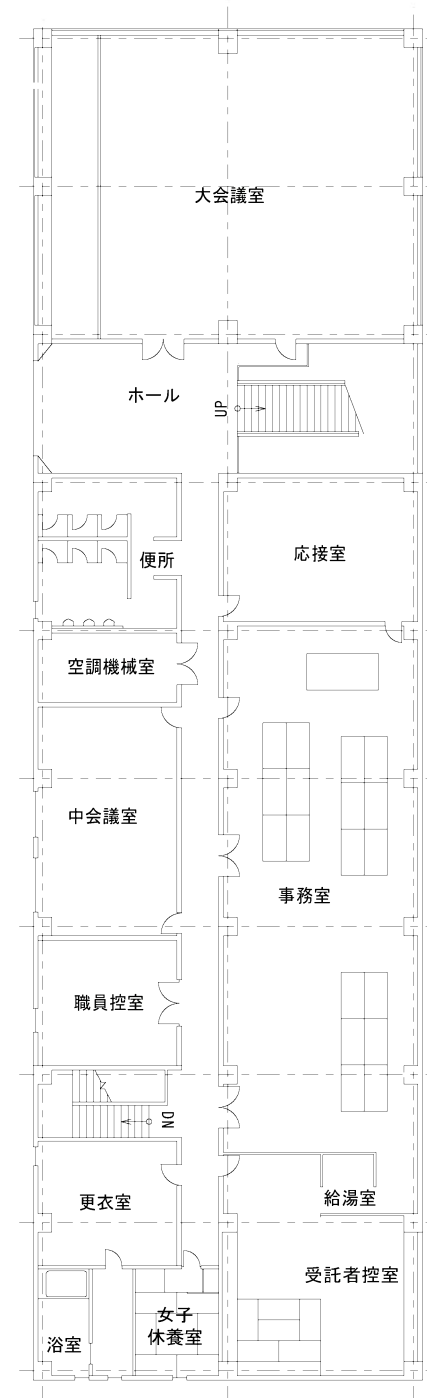 大会議室
ホール
UP
便所
応接室
空調機械室
中会議室
事務室
職員控室
DN
更衣室
給湯室
受託者控室
女子
休養室
浴室